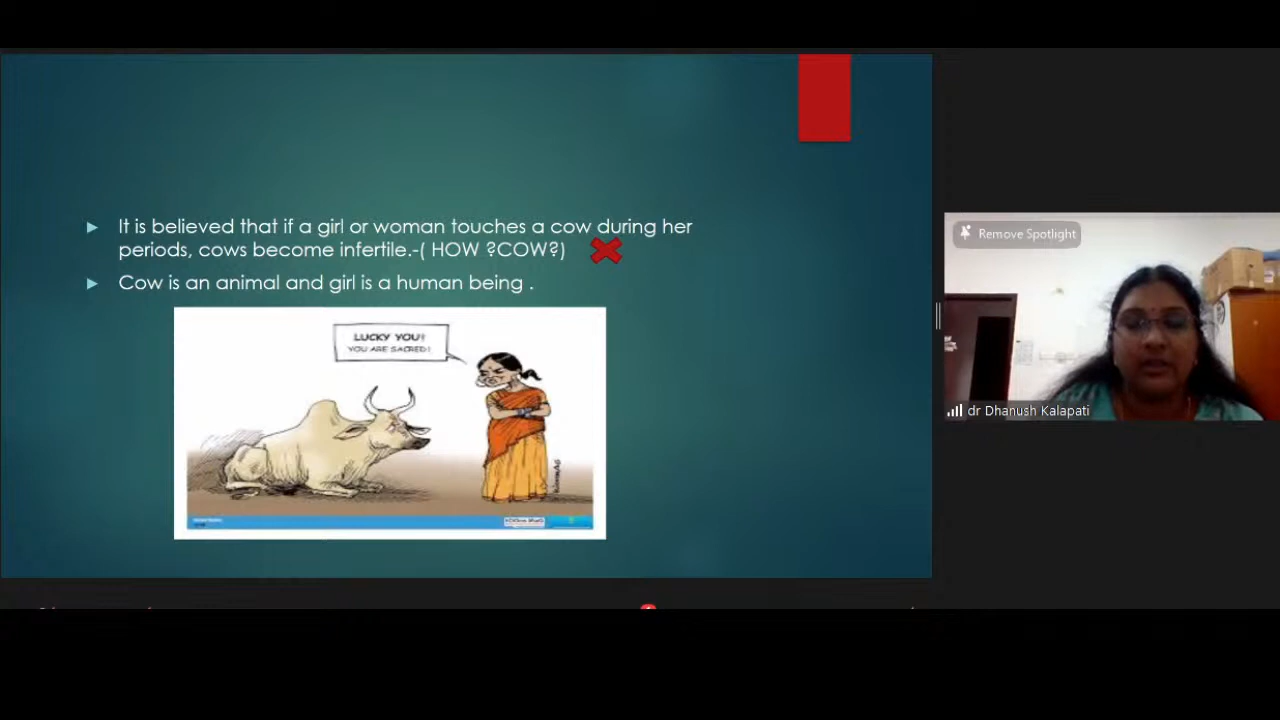 It is believed that if a girl or woman touches a cow during her
periods, cows become infertile.-( HOW ?COW?)
Cow is an animal and girl is a human being .
LUCKY YOU!
YOU ARE SACRED!
Remove Spotlight
dr Dhanush Kalapati